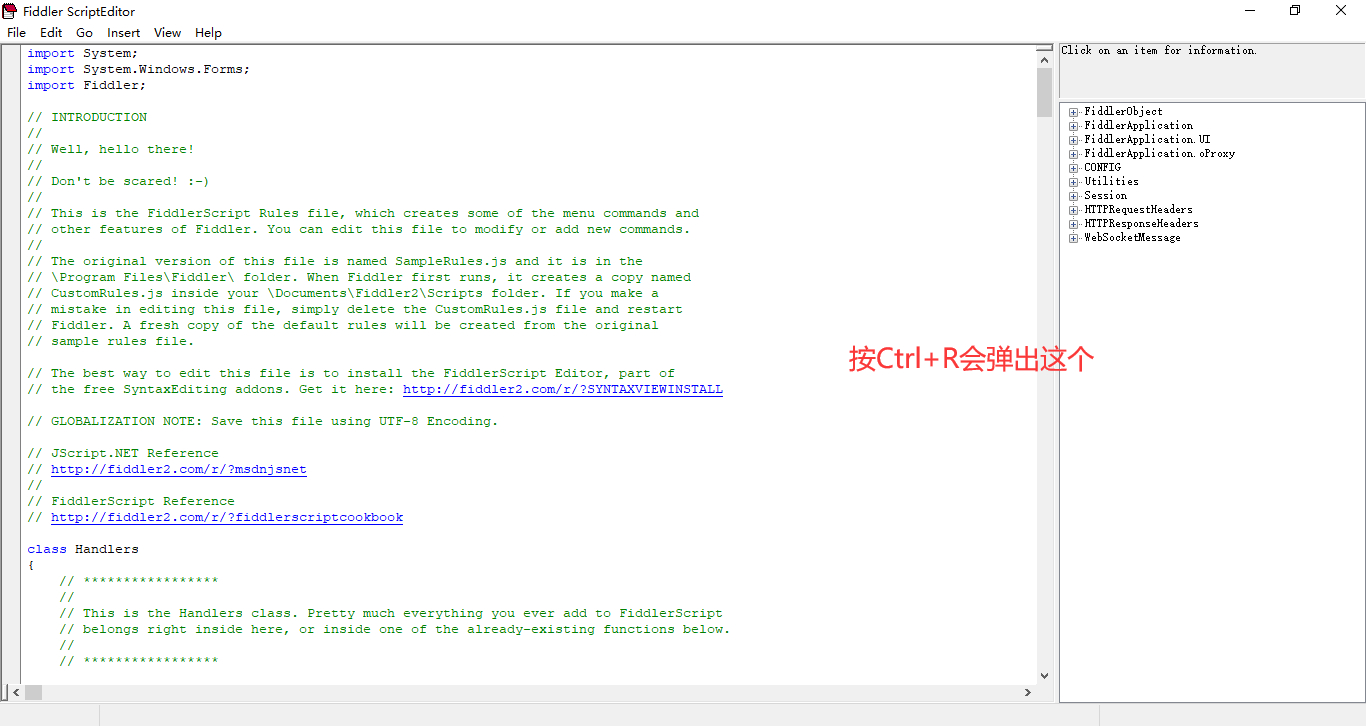 Fiddler ScriptEditor
File Edit Go Insert View Help
import System;
import System.Windows.Forms;
import Fiddler;
// INTRODUCTION
//
// Well, hello there!
//
// Don't be scared! :-)
//
// This is the FiddlerScript Rules file, which creates some of the menu commands and
// other features of Fiddler. You can edit this file to modify or add new commands.
//
// The original version of this file is named SampleRules.js and it is in the
// \Program Files\Fiddler\ folder. When Fiddler first runs, it creates a copy named
// CustomRules.js inside your \Documents\Fiddler2\Scripts folder. If you make a
// mistake in editing this file, simply delete the CustomRules.js file and restart
// Fiddler. A fresh copy of the default rules will be created from the original
// sample rules file.
// The best way to edit this file is to install the FiddlerScript Editor, part of
// the free SyntaxEditing addons. Get it here: http://fiddler2.com/r/?SYNTAXVIEWINSTALL
// GLOBALIZATION NOTE: Save this file using UTF-8 Encoding.
// JScript.NET Reference
// http://fiddler2.com/r/?msdnjsnet
//
// FiddlerScript Reference
// http://fiddler2.com/r/?fiddlerscriptcookbook
class Handlers
{
// *****************
//
// This is the Handlers class. Pretty much everything you ever add to FiddlerScript
// belongs right inside here, or inside one of the already-existing functions below.
//
// *****************
按Ctrl+R会弹出这个
Click on an item for information.
FiddlerObject
FiddlerApplication
FiddlerApplication.UI
FiddlerApplication.oProxy
CONFIG
Utilities
Session
HTTPRequestHeaders
HTTPResponseHeaders
WebSocketMessage